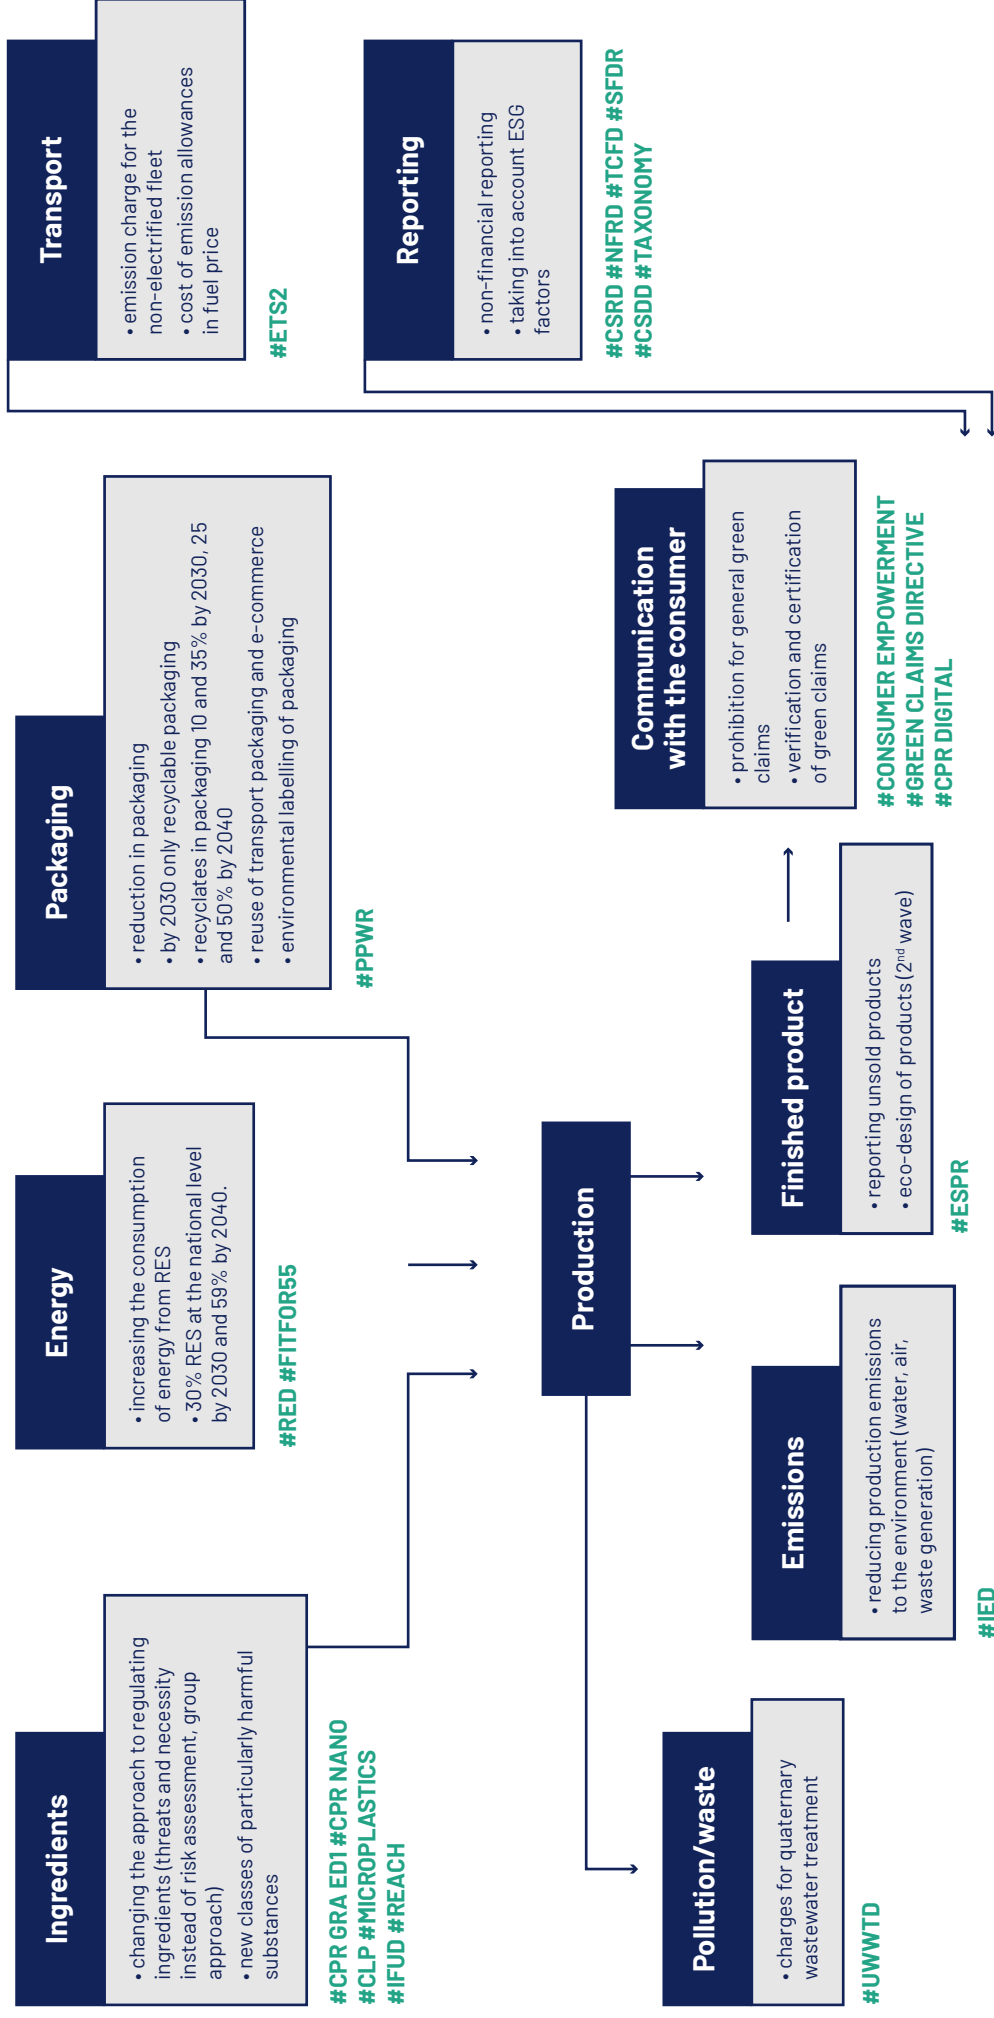 Ingredients
• changing the approach to regulating
ingredients (threats and necessity
instead of risk assessment, group
approach)
• new classes of particularly harmful
substances
#CPR GRA ED1 #CPR NANO
#CLP #MICROPLASTICS
#IFUD #REACH
Energy
• increasing the consumption
of energy from RES
• 30% RES at the national level
by 2030 and 59% by 2040.
#RED #FITFOR55
Packaging
• reduction in packaging
• by 2030 only recyclable packaging
• recyclates in packaging 10 and 35% by 2030, 25
and 50% by 2040
• reuse of transport packaging and e-commerce
• environmental labelling of packaging
#PPWR
Transport
• emission charge for the
non-electrified fleet
• cost of emission allowances
in fuel price
#ETS2
Reporting
• non-financial reporting
• taking into account ESG
factors
#CSRD #NFRD #TCFD #SFDR
#CSDD #TAXONOMY
Production
Pollution/waste
• charges for quaternary
wastewater treatment
#UWWTD
Emissions
• reducing production emissions
to the environment (water, air,
waste generation)
#IED
Finished product
• reporting unsold products
• eco-design of products (2nd wave)
#ESPR
Communication
with the consumer
• prohibition for general green
claims
• verification and certification
of green claims
#CONSUMER EMPOWERMENT
#GREEN CLAIMS DIRECTIVE
#CPR DIGITAL